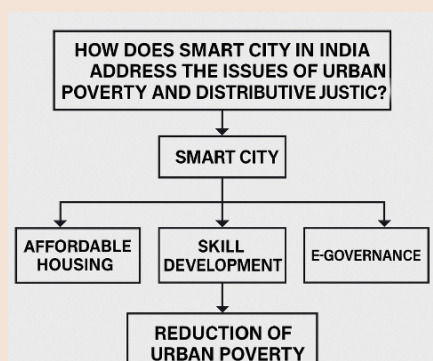 HOW DOES SMART CITY IN INDIA
ADDRESS THE ISSUES OF URBAN
POVERTY AND DISTRIBUTIVE JUSTIC?
SMART CITY
AFFORDABLE
HOUSING
SKILL
DEVELOPMENT
E-GOVERNANCE
REDUCTION OF
URBAN POVERTY